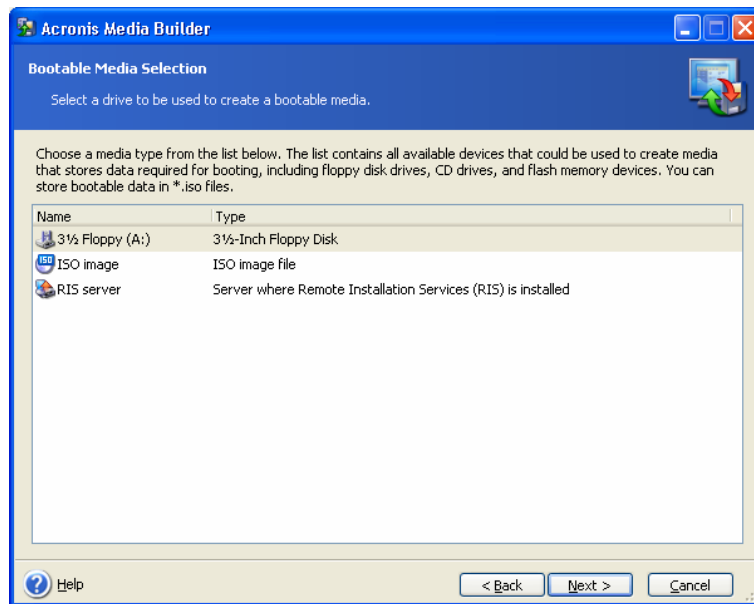 Acronis Media Builder
Bootable Media Selection
Select a drive to be used to create a bootable media.
Choose a media type from the list below. The list contains all available devices that could be used to create media
that stores data required for booting, including floppy disk drives, CD drives, and flash memory devices. You can
store bootable data in *.iso files.
Name Type
3½ Floppy (A:) 3½-Inch Floppy Disk
ISO ISO image ISO image file
RIS server Server where Remote Installation Services (RIS) is installed
Help < Back Next > Cancel